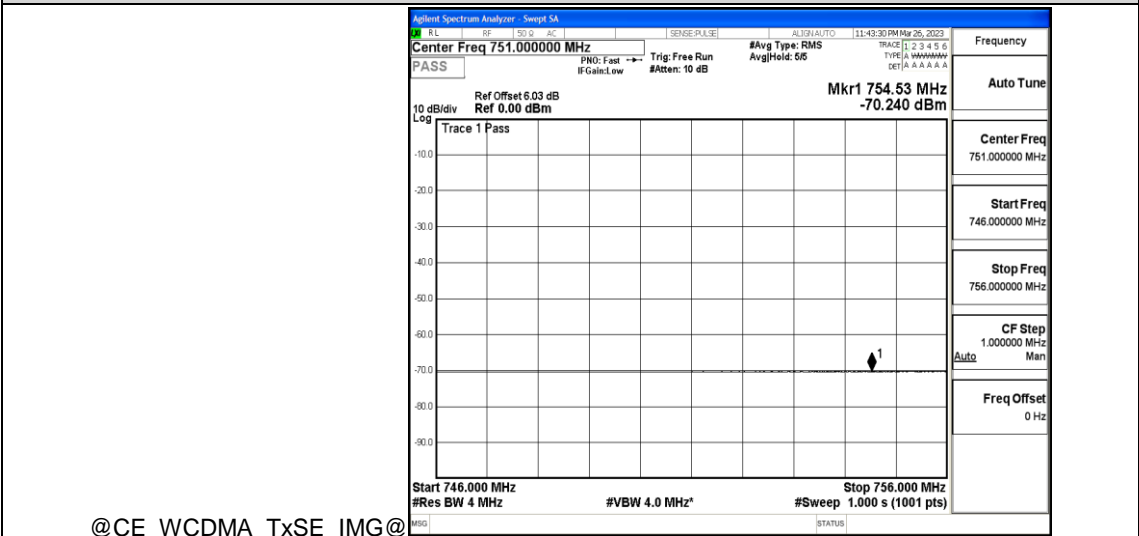 Agilent Spectrum Analyzer - Swept SA
RL RF 50 Ω AC SENSE:PULSE ALIGNAUTO 11:43:30 PM Mar 26, 2023
Center Freq 751.000000 MHz #Avg Type: RMS TRACE 1 2 3 4 5 6
PASS PNO: Fast Trig: Free Run Avg|Hold: 5/5 TYPE A WWWWW
IFGain:Low #Atten: 10 dB DET A A A A A A
Frequency
Auto Tune
Mkr1 754.53 MHz
-70.240 dBm
Ref Offset 6.03 dB
10 dB/div Ref 0.00 dBm
Log
Trace 1 Pass
-10.0
-20.0
-30.0
-40.0
-50.0
-60.0
-70.0
-80.0
-90.0
1
Center Freq
751.000000 MHz
Start Freq
746.000000 MHz
Stop Freq
756.000000 MHz
CF Step
1.000000 MHz
Auto Man
Freq Offset
0 Hz
Start 746.000 MHz Stop 756.000 MHz
#Res BW 4 MHz #VBW 4.0 MHz* #Sweep 1.000 s (1001 pts)
MSG STATUS
@CE_WCDMA_TxSE_IMG@